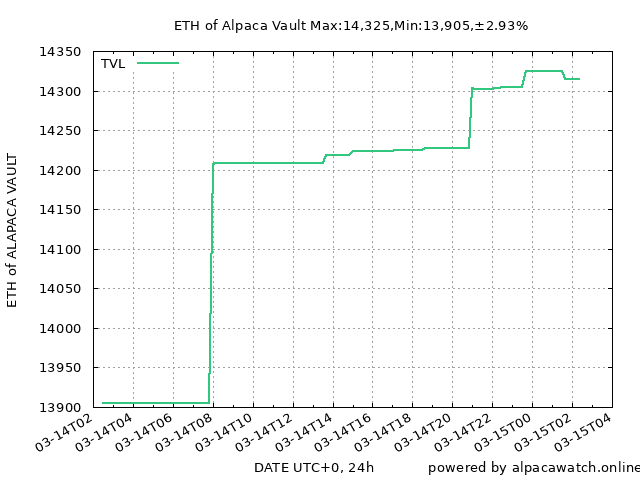 ETH of Alpaca Vault Max:14,325,Min:13,905,±2.93%
TVL
14350
14300
14250
14200
14150
14100
14050
14000
13950
13900
ETH of ALAPACA VAULT
03-14T02
03-14T04
03-14T06
03-14T08
03-14T10
03-14T12
03-14T14
03-14T16
03-14T18
03-14T20
03-14T22
03-15T00
03-15T02
03-15T04
DATE UTC+0, 24h
powered by alpacawatch.online